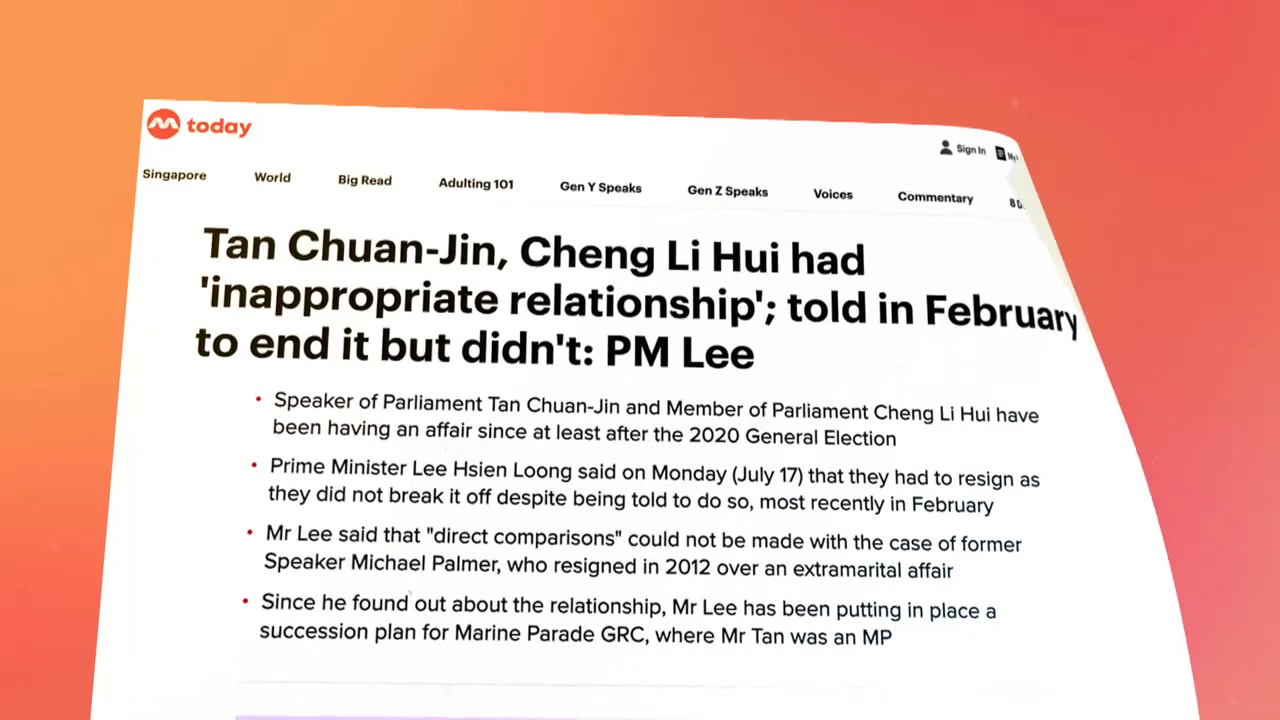 today
Sign In
Singapore World Big Read Adulting 101 Gen Y Speaks Gen Z Speaks Voices Commentary
Tan Chuan-Jin, Cheng Li Hui had
'inappropriate relationship'; told in February
to end it but didn't: PM Lee
• Speaker of Parliament Tan Chuan-Jin and Member of Parliament Cheng Li Hui have
been having an affair since at least after the 2020 General Election
• Prime Minister Lee Hsien Loong said on Monday (July 17) that they had to resign as
they did not break it off despite being told to do so, most recently in February
• Mr Lee said that "direct comparisons" could not be made with the case of former
Speaker Michael Palmer, who resigned in 2012 over an extramarital affair
• Since he found out about the relationship, Mr Lee has been putting in place a
succession plan for Marine Parade GRC, where Mr Tan was an MP